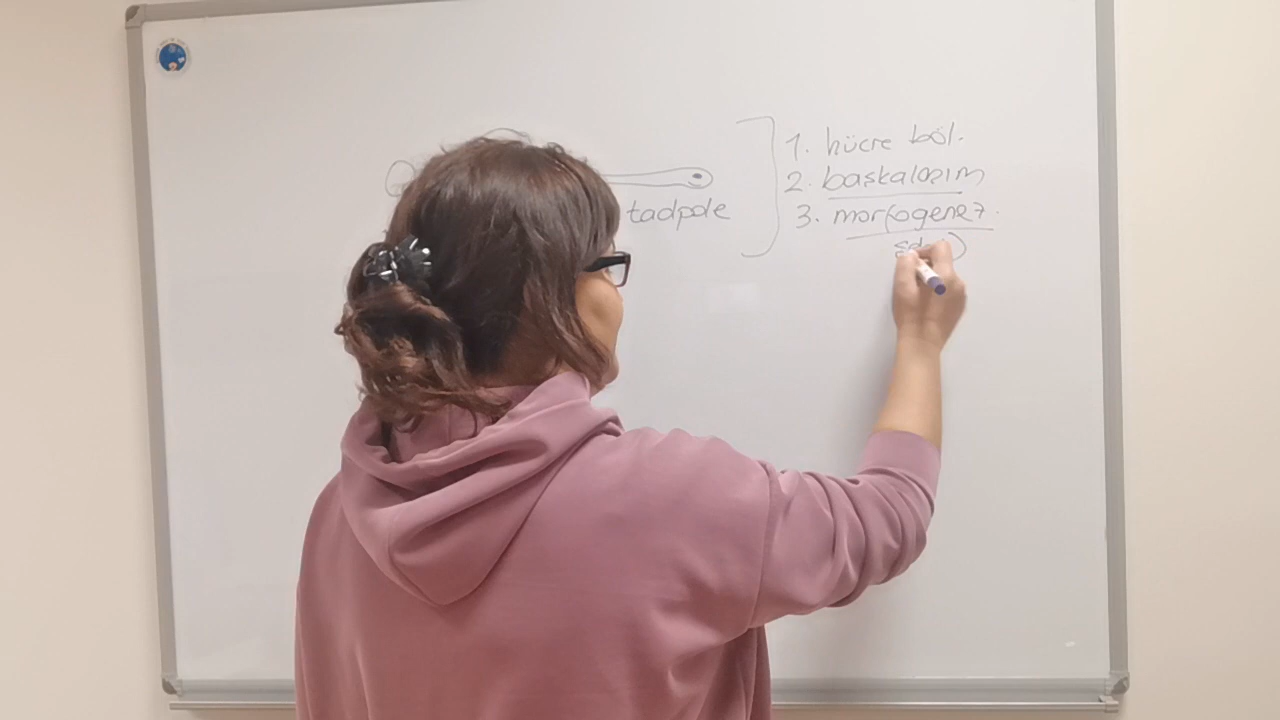 1. hücre böl.
2. başkalaşım
tadpole
3. morfogenez.